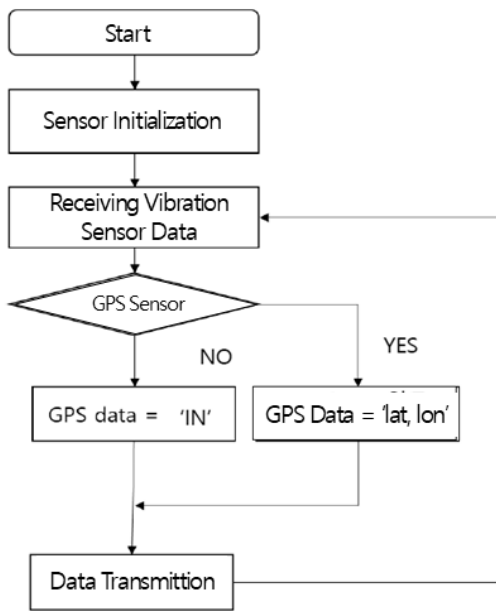 Start
Sensor Initialization
Receiving Vibration
Sensor Data
GPS Sensor
NO
YES
GPS data = 'IN'
GPS Data = 'lat, lon'
Data Transmittion